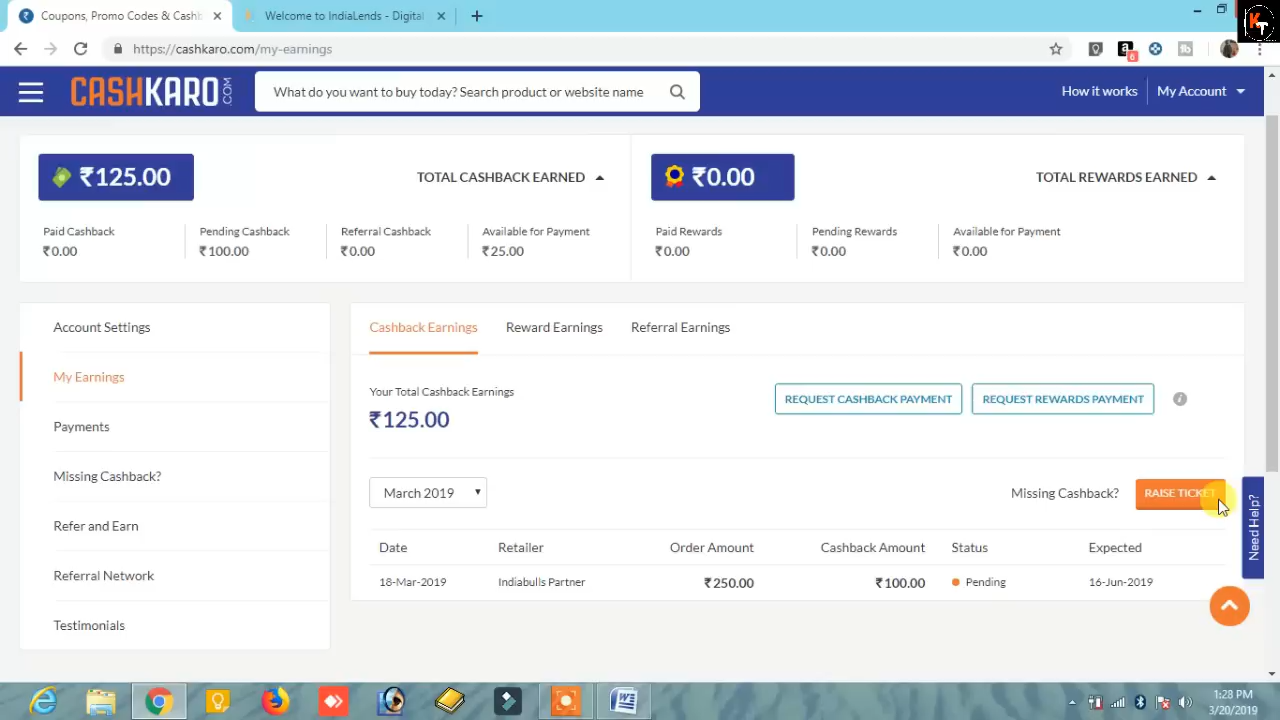 Coupons, Promo Codes & Cashb
Welcome to IndiaLends - Digital
KT
https://cashkaro.com/my-earnings
6
CASHKARO.COM
What do you want to buy today? Search product or website name
How it works
My Account
₹125.00
TOTAL CASHBACK EARNED
₹0.00
TOTAL REWARDS EARNED
Paid Cashback
Pending Cashback
Referral Cashback
Available for Payment
Paid Rewards
Pending Rewards
Available for Payment
₹0.00
₹100.00
₹0.00
₹25.00
₹0.00
₹0.00
₹0.00
Account Settings
My Earnings
Payments
Missing Cashback?
Refer and Earn
Referral Network
Testimonials
Cashback Earnings
Reward Earnings
Referral Earnings
Your Total Cashback Earnings
₹125.00
REQUEST CASHBACK PAYMENT
REQUEST REWARDS PAYMENT
March 2019
Missing Cashback?
RAISE TICKET
Need Help?
Date Retailer Order Amount Cashback Amount Status Expected
18-Mar-2019 Indiabulls Partner ₹250.00 ₹100.00 Pending 16-Jun-2019
1:28 PM
3/20/2019